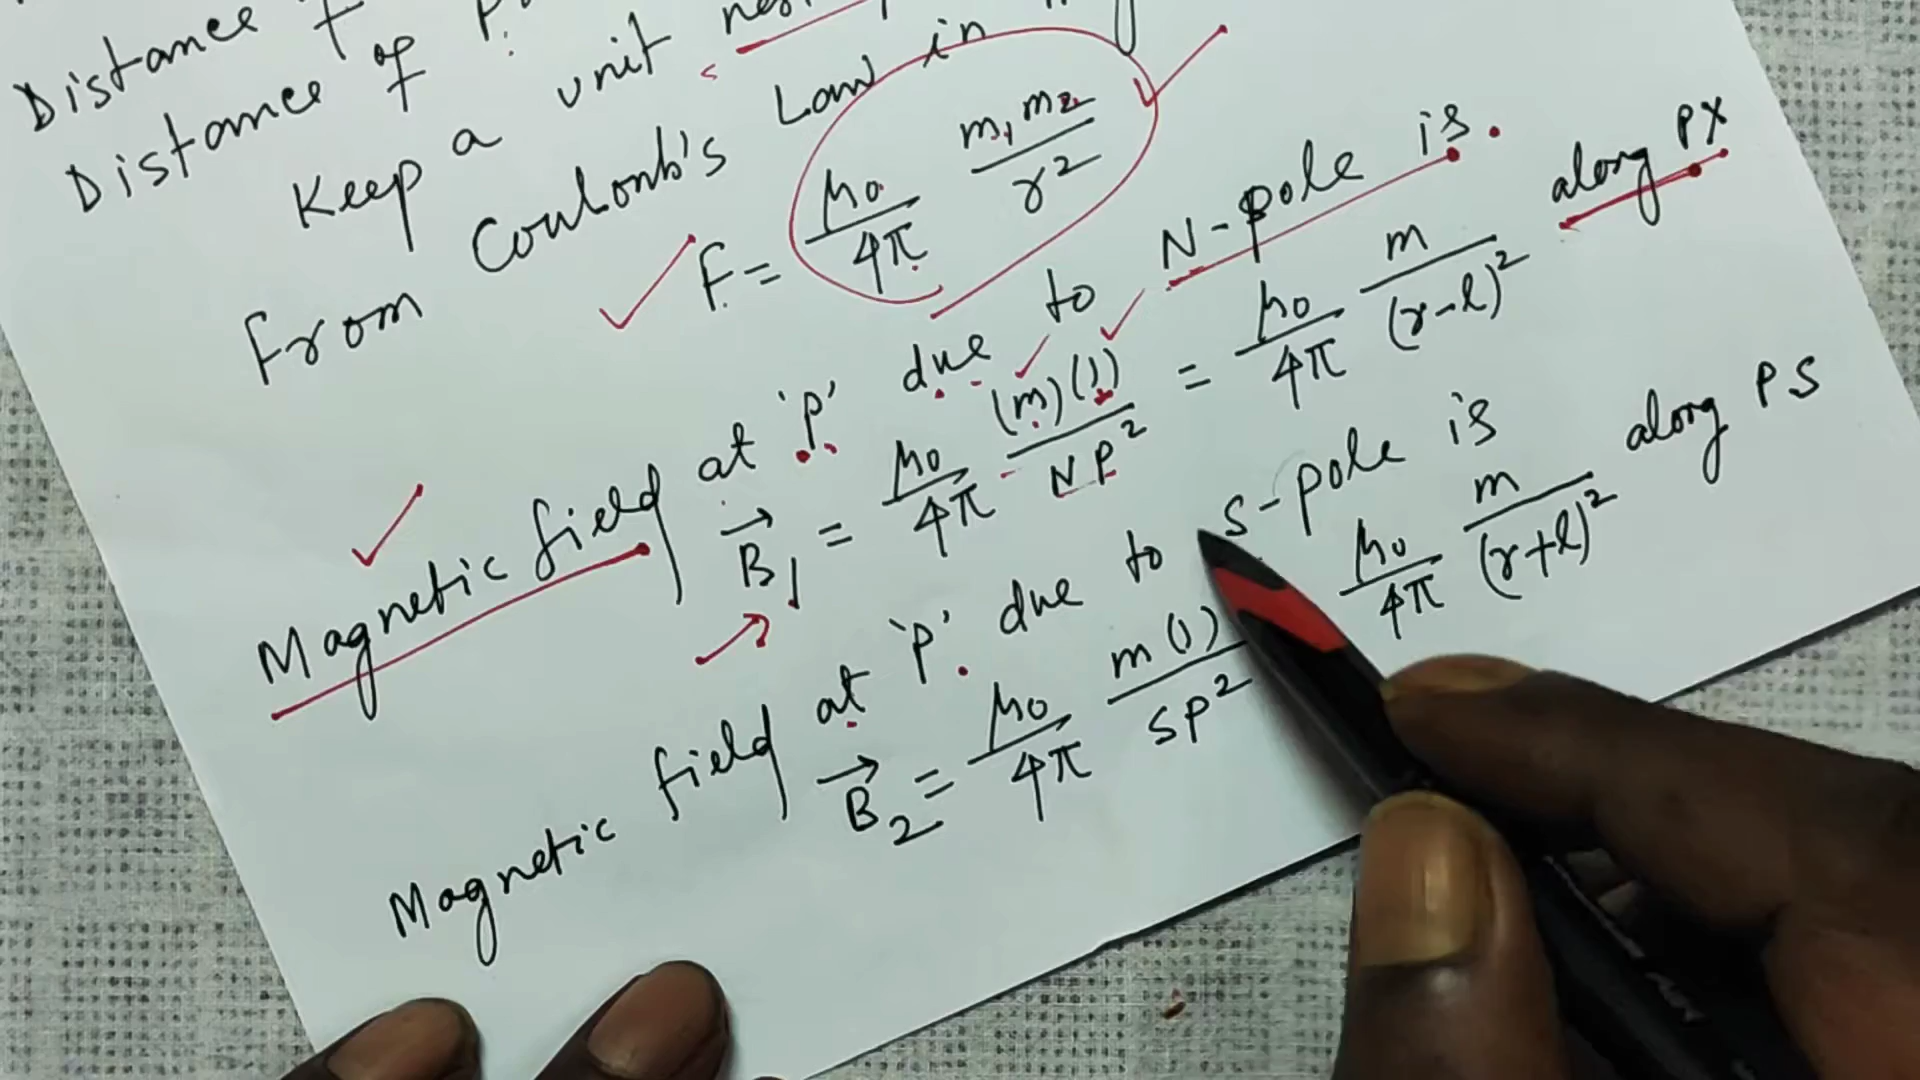 Distance
Distance of
Keep a unit
From Coulomb's Law in
F = μ0/4π m1m2/r²
Magnetic field at 'P' due to N-pole is.
B⃗1 = μ0/4π (m)(1)/NP² = μ0/4π m/(r-l)² along PX
Magnetic field at 'P' due to S-pole is
B⃗2 = μ0/4π m(1)/SP² μ0/4π m/(r+l)² along PS